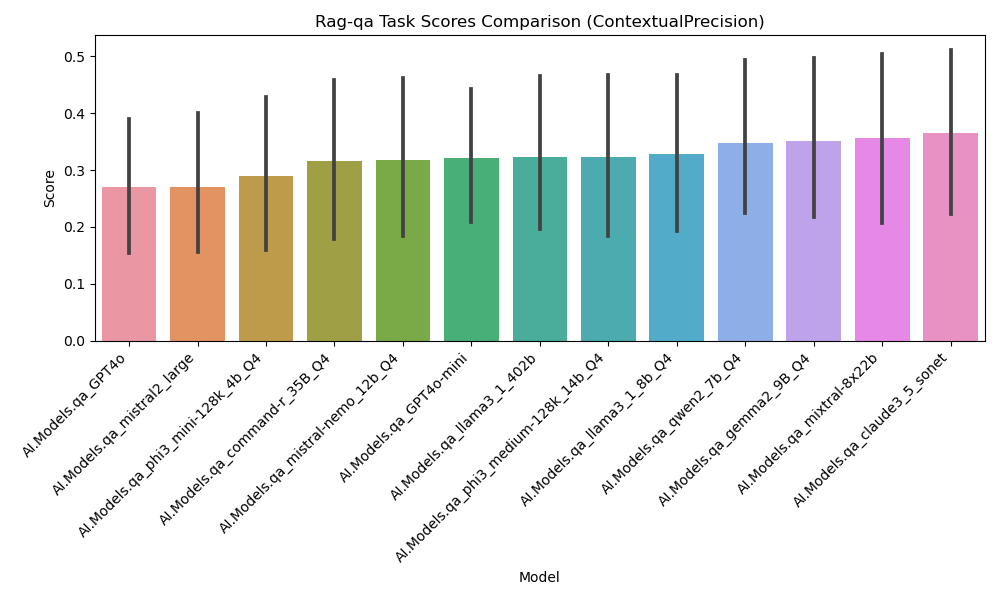 Rag-qa Task Scores Comparison (ContextualPrecision)
Score
0.5
0.4
0.3
0.2
0.1
0.0
AI.Models.qa_GPT4o
AI.Models.qa_mistral2_large
AI.Models.qa_phi3_mini-128k_4b_Q4
AI.Models.qa_command-r_35B_Q4
AI.Models.qa_mistral-nemo_12b_Q4
AI.Models.qa_GPT4o-mini
AI.Models.qa_llama3_1_402b
AI.Models.qa_phi3_medium-128k_14b_Q4
AI.Models.qa_llama3_1_8b_Q4
AI.Models.qa_qwen2_7b_Q4
AI.Models.qa_gemma2_9B_Q4
AI.Models.qa_mixtral-8x22b
AI.Models.qa_claude3_5_sonet
Model